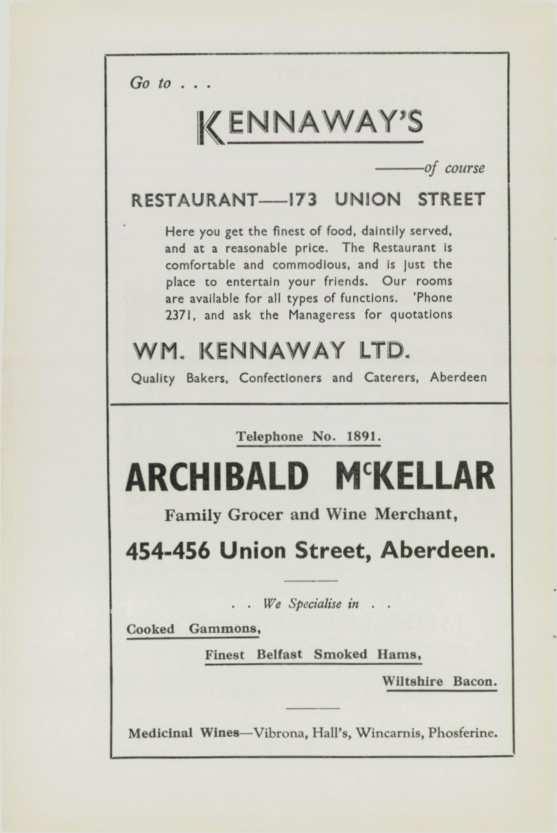 Go to . . .
KENNAWAY'S
—of course
RESTAURANT—173 UNION STREET
Here you get the finest of food, daintily served,
and at a reasonable price. The Restaurant is
comfortable and commodious, and is just the
place to entertain your friends. Our rooms
are available for all types of functions. 'Phone
2371, and ask the Manageress for quotations
WM. KENNAWAY LTD.
Quality Bakers, Confectioners and Caterers, Aberdeen
Telephone No. 1891.
ARCHIBALD McKELLAR
Family Grocer and Wine Merchant,
454-456 Union Street, Aberdeen.
. . We Specialise in . .
Cooked Gammons,
Finest Belfast Smoked Hams,
Wiltshire Bacon.
Medicinal Wines—Vibrona, Hall's, Wincarnis, Phosferine.